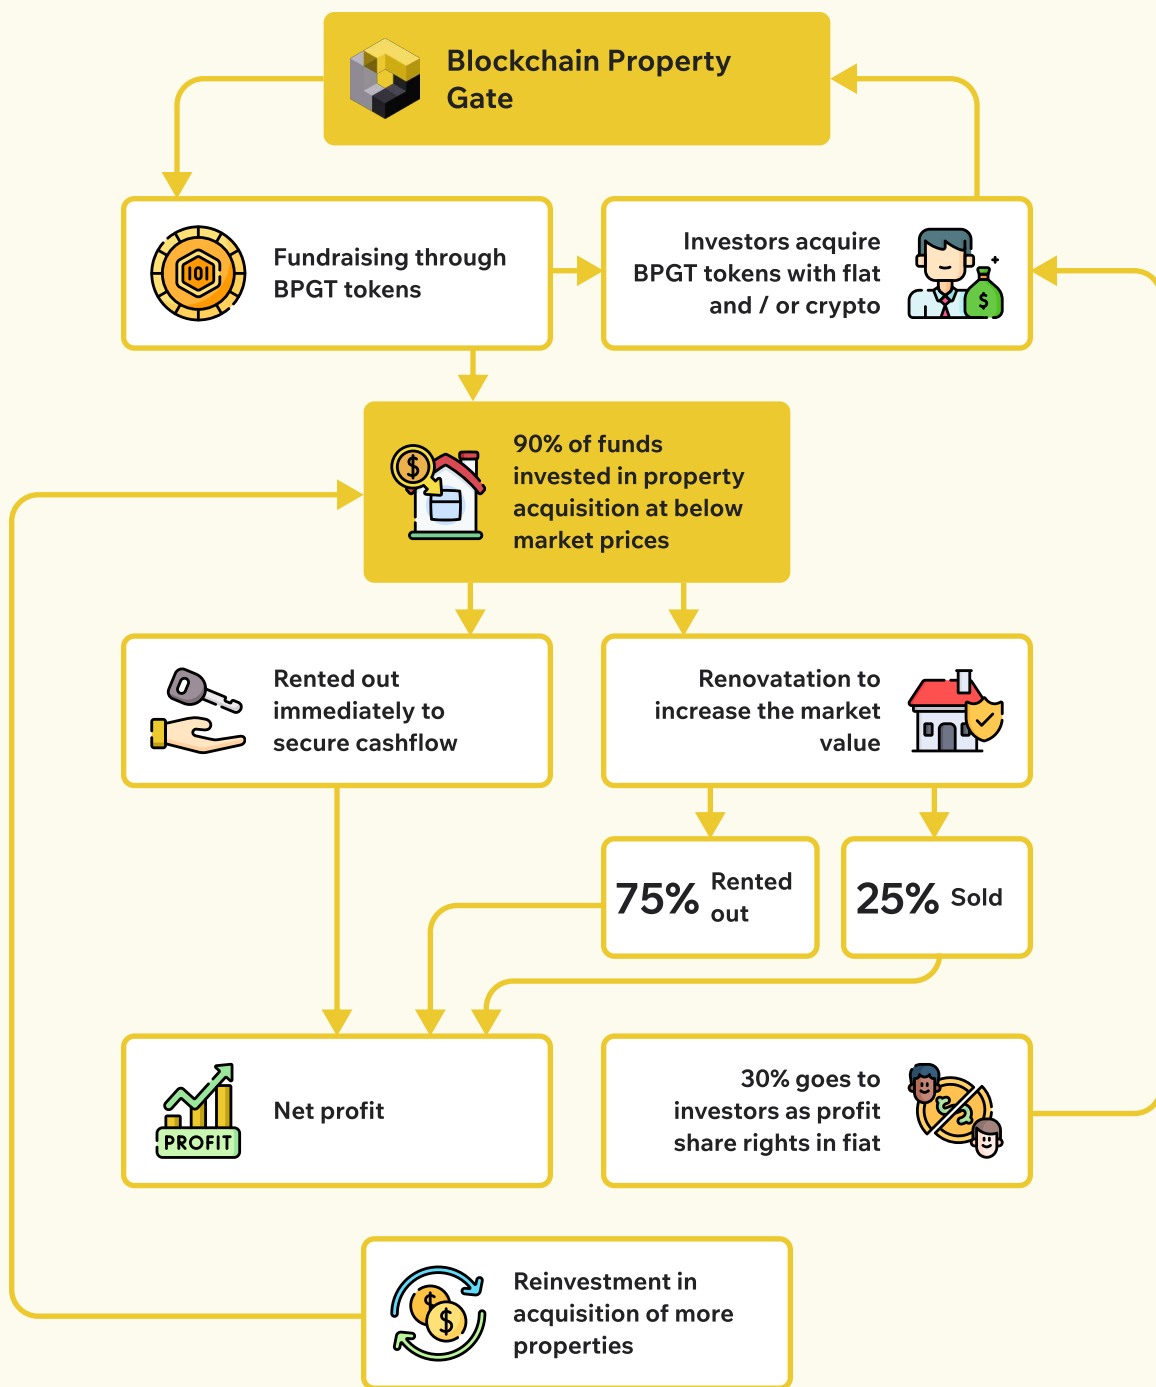 Blockchain Property
Gate
Fundraising through
BPGT tokens
Investors acquire
BPGT tokens with flat
and / or crypto
90% of funds
invested in property
acquisition at below
market prices
Rented out
immediately to
secure cashflow
Renovatation to
increase the market
value
75% Rented
out
25% Sold
PROFIT
Net profit
30% goes to
investors as profit
share rights in fiat
Reinvestment in
acquisition of more
properties